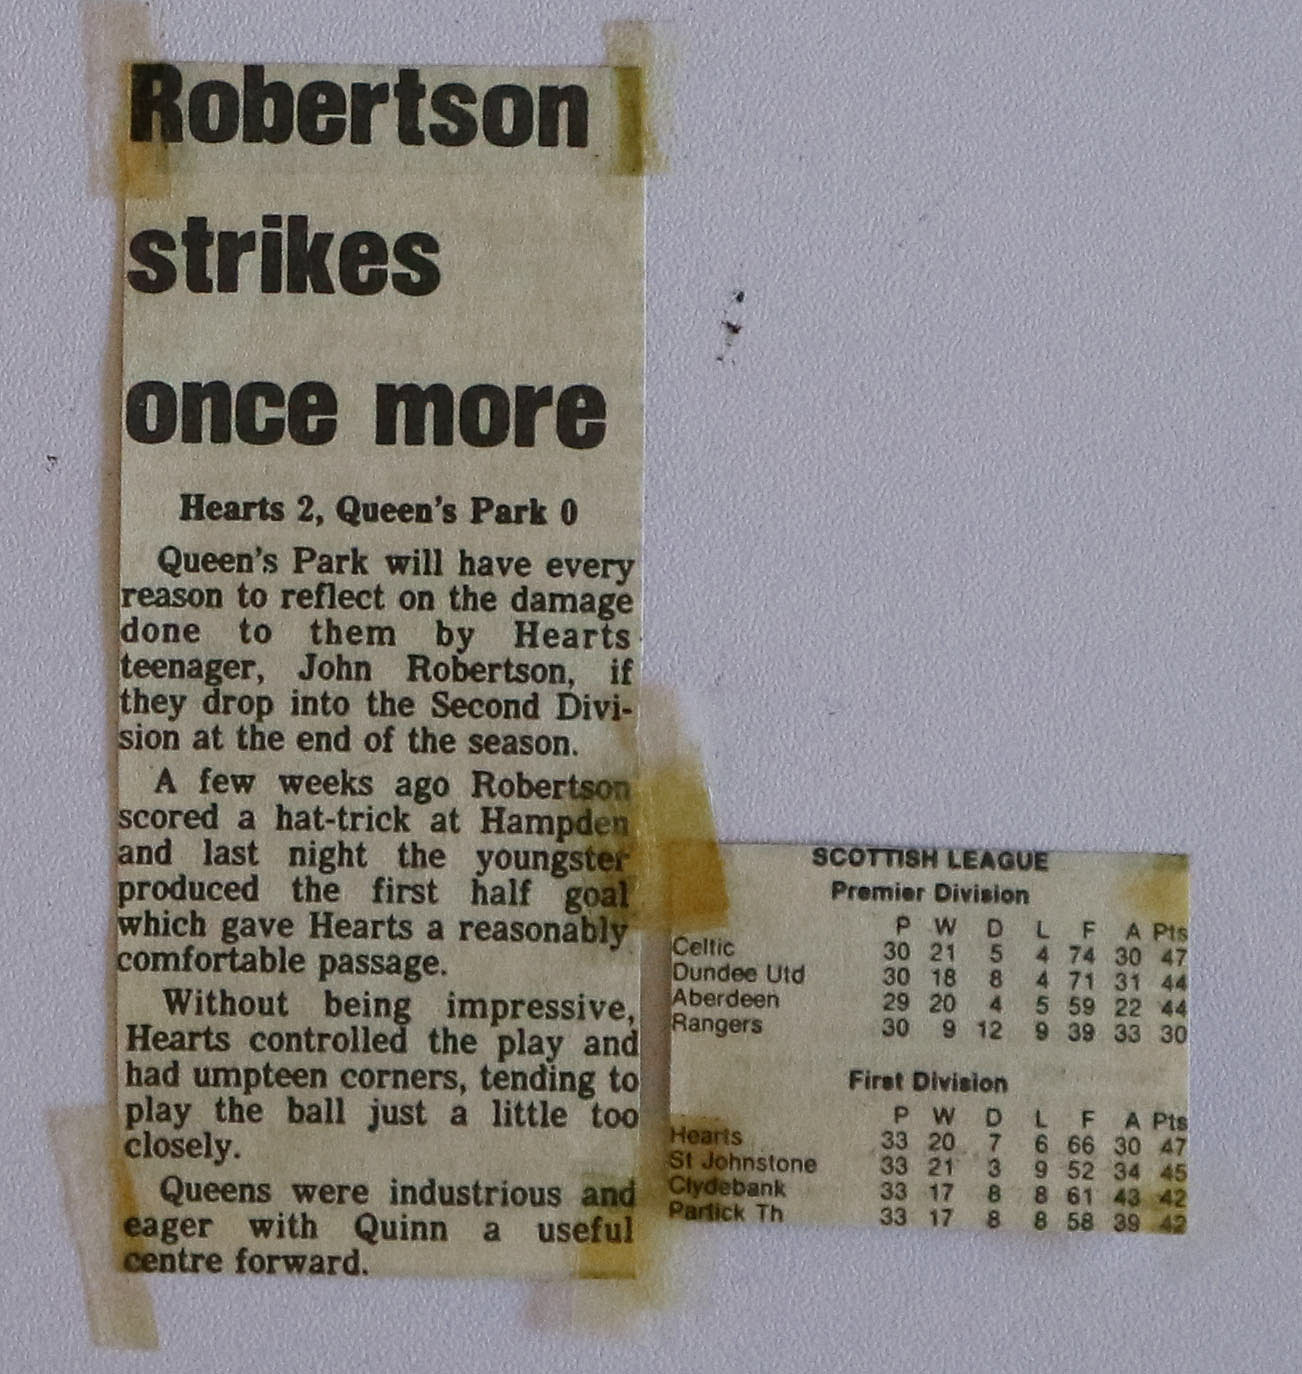 Robertson
strikes
once more
Hearts 2, Queen's Park 0
Queen's Park will have every
reason to reflect on the damage
done to them by Hearts
teenager, John Robertson, if
they drop into the Second Divi-
sion at the end of the season.
A few weeks ago Robertson
scored a hat-trick at Hampden
and last night the youngster
produced the first half goal
which gave Hearts a reasonably
comfortable passage.
Without being impressive,
Hearts controlled the play and
had umpteen corners, tending to
play the ball just a little too
closely.
Queens were industrious and
eager with Quinn a useful
centre forward.
SCOTTISH LEAGUE
Premier Division
P W D L F A Pts
Celtic 30 21 5 4 74 30 47
Dundee Utd 30 18 8 4 71 31 44
Aberdeen 29 20 4 5 59 22 44
Rangers 30 9 12 9 39 33 30
First Division
P W D L F A Pts
Hearts 33 20 7 6 66 30 47
St Johnstone 33 21 3 9 52 34 45
Clydebank 33 17 8 8 61 43 42
Partick Th 33 17 8 8 58 39 42